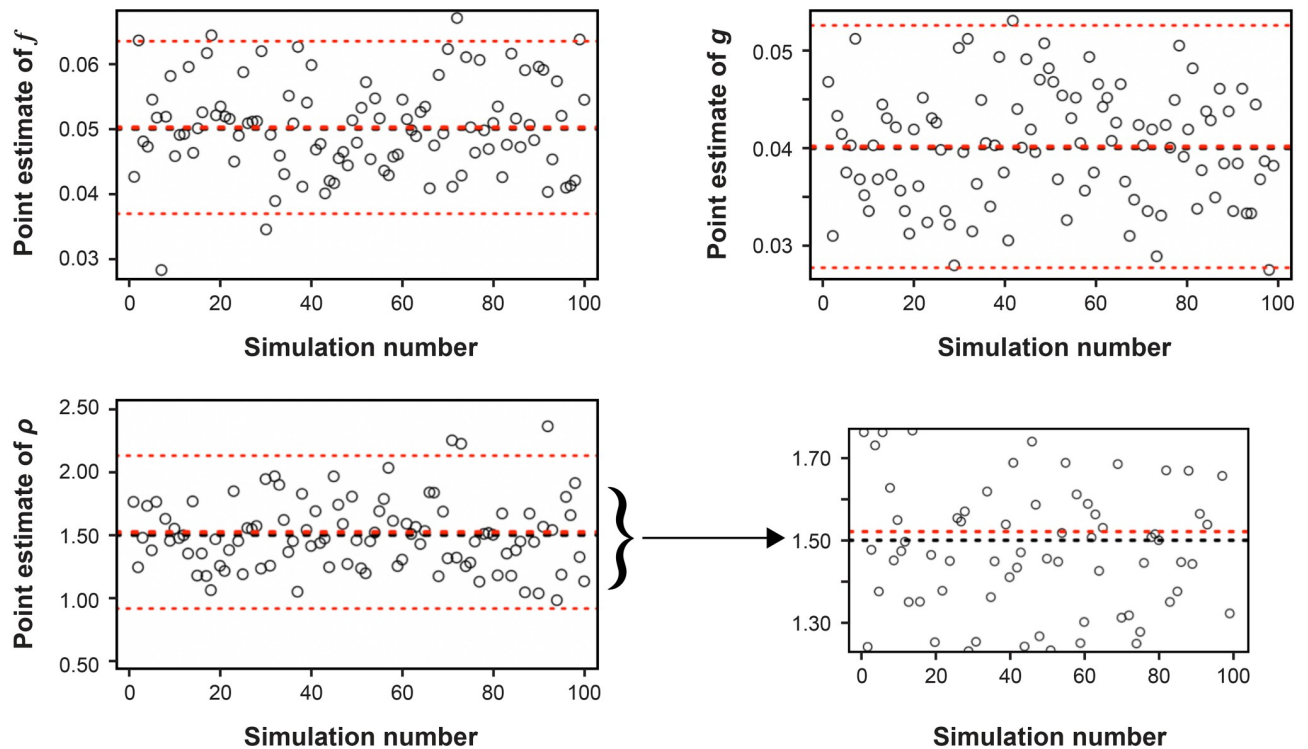 Point estimate of f
0.06
0.05
0.04
0.03
0 20 40 60 80 100
Simulation number
Point estimate of g
0.05
0.04
0.03
0 20 40 60 80 100
Simulation number
Point estimate of ρ
2.50
2.00
1.50
1.00
0.50
0 20 40 60 80 100
Simulation number
1.70
1.50
1.30
0 20 40 60 80 100
Simulation number